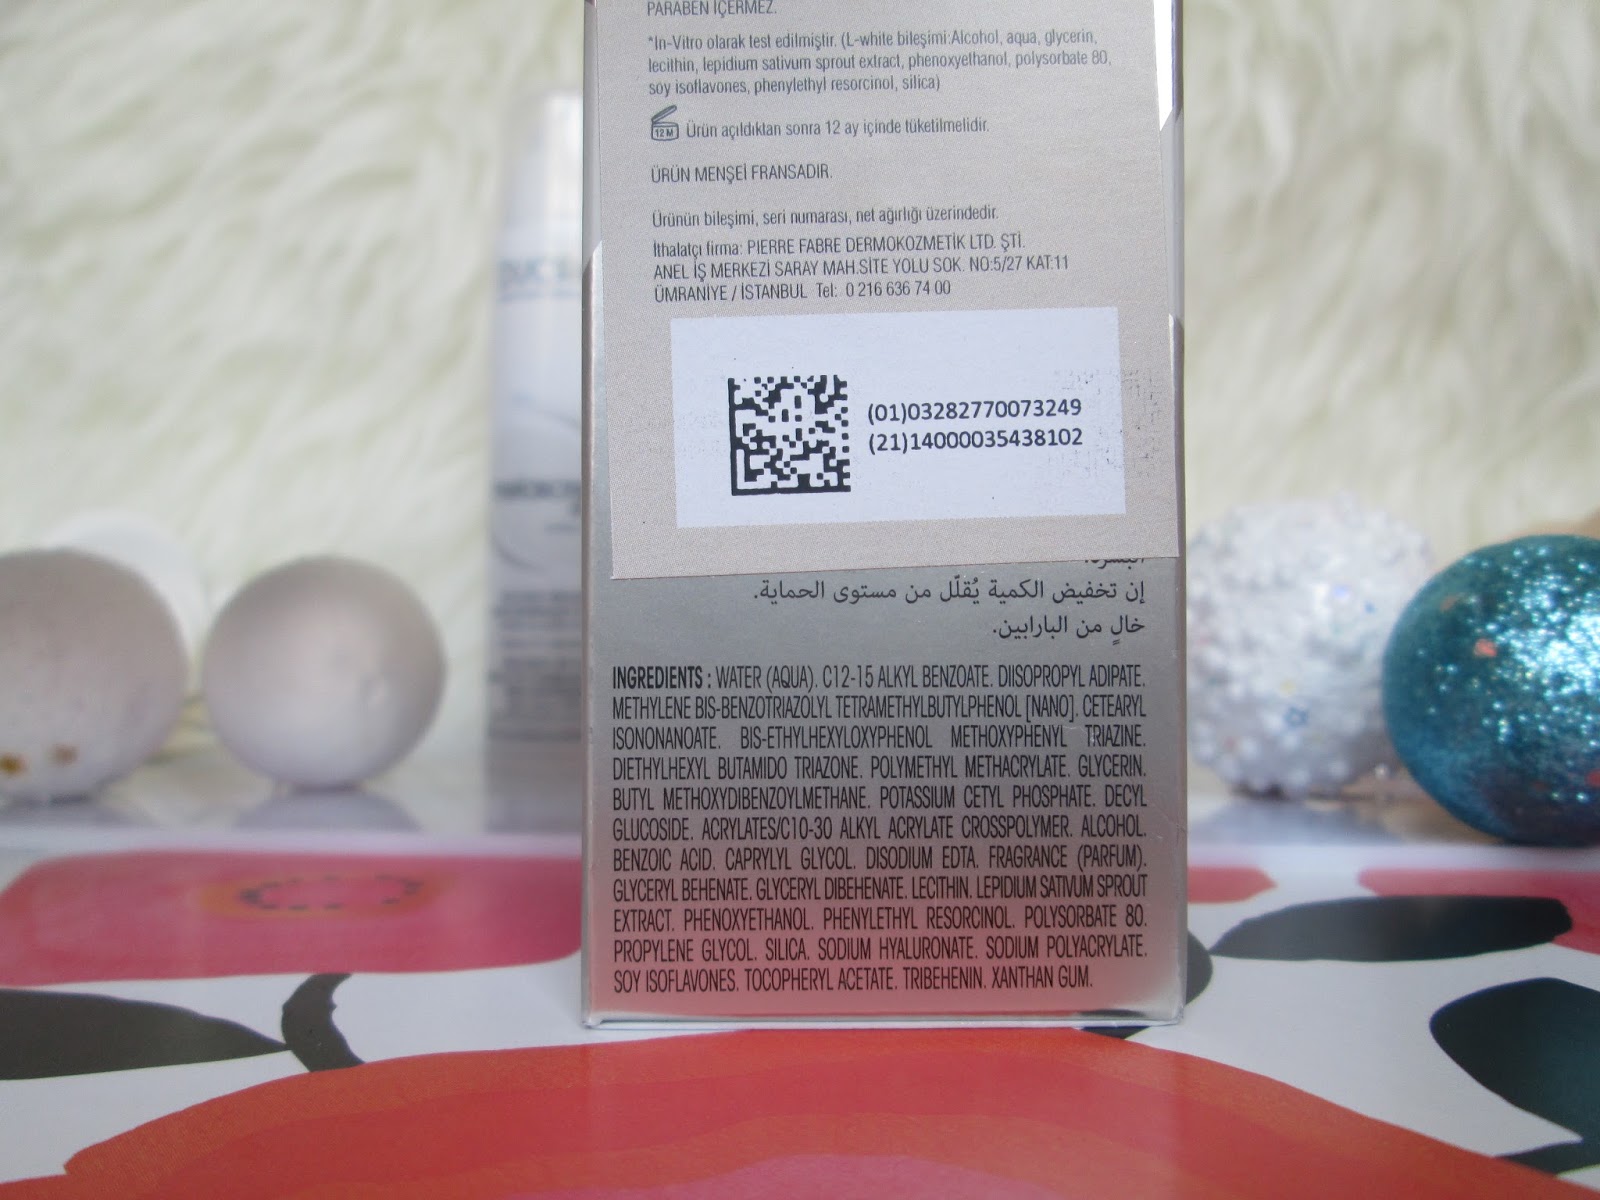 PARABEN İÇERMEZ.
*In-Vitro olarak test edilmiştir. (L-white bileşimi:Alcohol, aqua, glycerin,
lecithin, lepidium sativum sprout extract, phenoxyethanol, polysorbate 80,
soy isoflavones, phenylethyl resorcinol, silica)
12 M Ürün açıldıktan sonra 12 ay içinde tüketilmelidir.
ÜRÜN MENŞEİ FRANSADIR.
Ürünün bileşimi, seri numarası, net ağırlığı üzerindedir.
İthalatçı firma: PIERRE FABRE DERMOKOZMETİK LTD. ŞTİ.
ANEL İŞ MERKEZİ SARAY MAH.SİTE YOLU SOK. NO:5/27 KAT:11
ÜMRANİYE / İSTANBUL Tel: 0 216 636 74 00
(01)03282770073249
(21)14000035438102
إن تخفيض الكمية يُقلّل من مستوى الحماية.
خالٍ من البارابين.
INGREDIENTS : WATER (AQUA). C12-15 ALKYL BENZOATE. DIISOPROPYL ADIPATE.
METHYLENE BIS-BENZOTRIAZOLYL TETRAMETHYLBUTYLPHENOL [NANO]. CETEARYL
ISONONANOATE. BIS-ETHYLHEXYLOXYPHENOL METHOXYPHENYL TRIAZINE.
DIETHYLHEXYL BUTAMIDO TRIAZONE. POLYMETHYL METHACRYLATE. GLYCERIN.
BUTYL METHOXYDIBENZOYLMETHANE. POTASSIUM CETYL PHOSPHATE. DECYL
GLUCOSIDE. ACRYLATES/C10-30 ALKYL ACRYLATE CROSSPOLYMER. ALCOHOL.
BENZOIC ACID. CAPRYLYL GLYCOL. DISODIUM EDTA. FRAGRANCE (PARFUM).
GLYCERYL BEHENATE. GLYCERYL DIBEHENATE. LECITHIN. LEPIDIUM SATIVUM SPROUT
EXTRACT. PHENOXYETHANOL. PHENYLETHYL RESORCINOL. POLYSORBATE 80.
PROPYLENE GLYCOL. SILICA. SODIUM HYALURONATE. SODIUM POLYACRYLATE.
SOY ISOFLAVONES. TOCOPHERYL ACETATE. TRIBEHENIN. XANTHAN GUM.